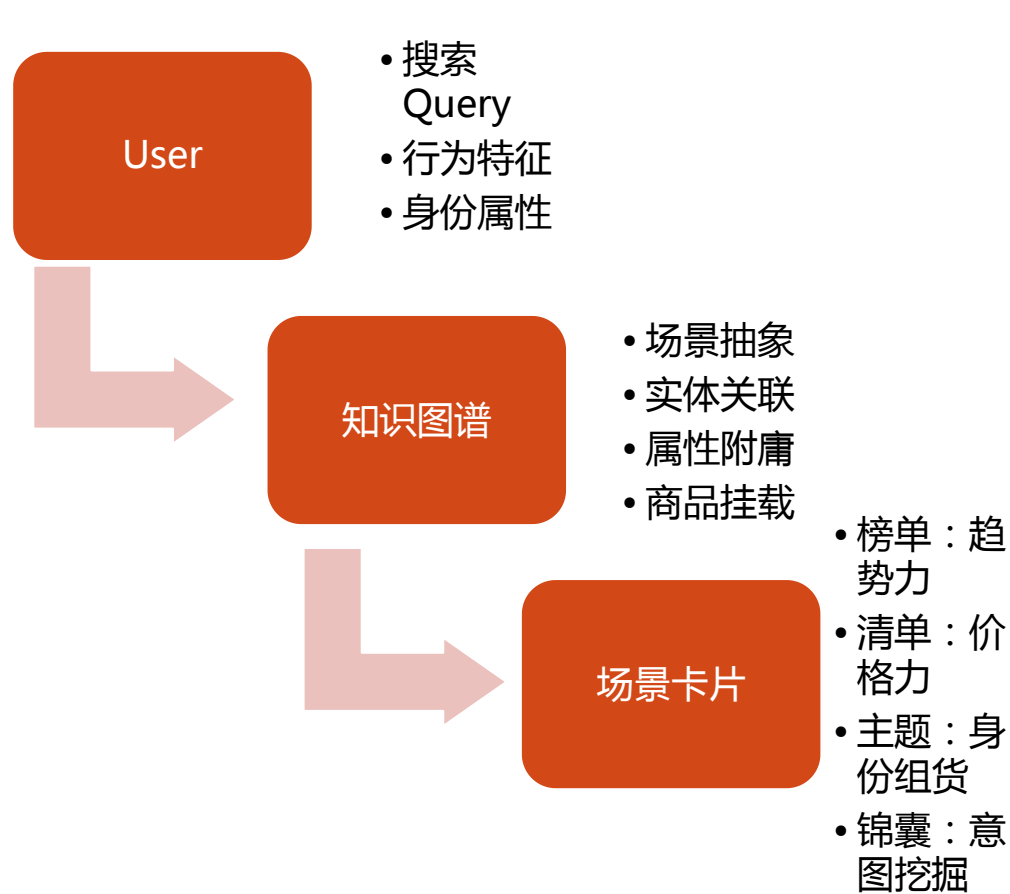 User
• 搜索
Query
• 行为特征
• 身份属性
知识图谱
• 场景抽象
• 实体关联
• 属性附庸
• 商品挂载
场景卡片
• 榜单：趋
势力
• 清单：价
格力
• 主题：身
份组货
• 锦囊：意
图挖掘